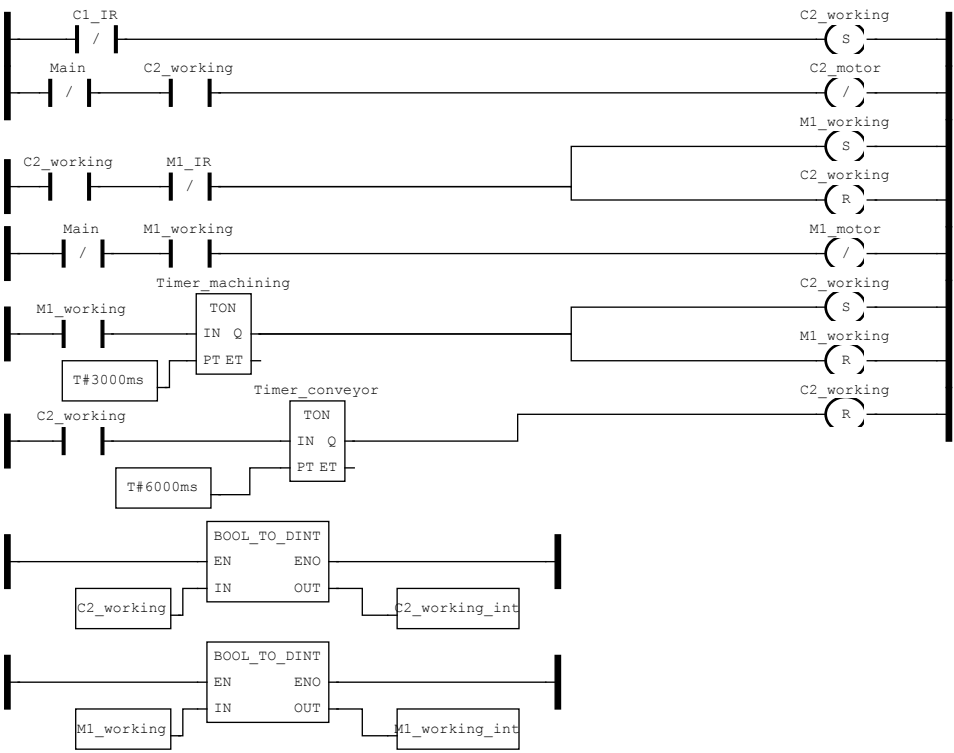 C1_IR C2_working
/ S
Main C2_working C2_motor
/ /
M1_working
S
C2_working M1_IR C2_working
/ R
Main M1_working M1_motor
/ /
Timer_machining C2_working
TON S
M1_working M1_working
IN Q
PT ET R
T#3000ms
Timer_conveyor C2_working
C2_working TON R
IN Q
PT ET
T#6000ms
BOOL_TO_DINT
EN ENO
IN OUT
C2_working C2_working_int
BOOL_TO_DINT
EN ENO
IN OUT
M1_working M1_working_int